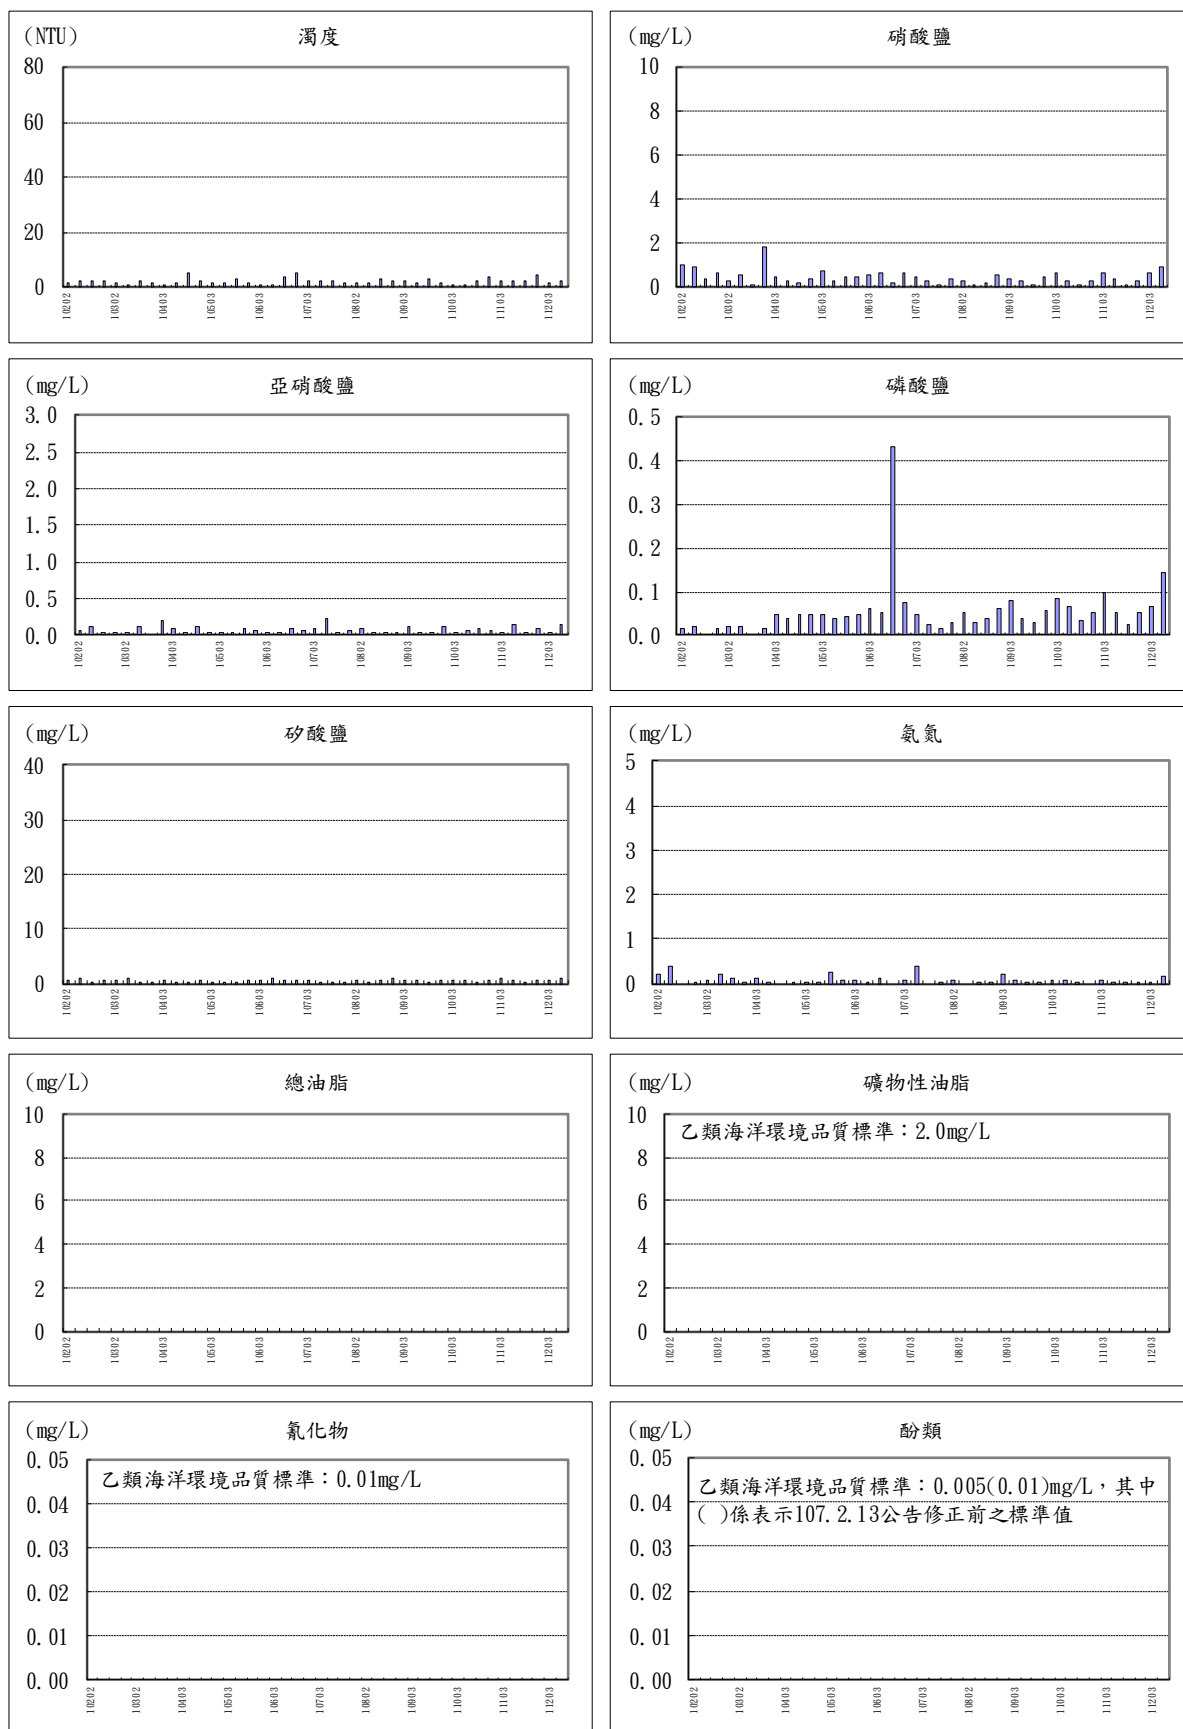 (NTU) 濁度
80
60
40
20
0
10202 10302 10403 10503 10603 10703 10802 10903 11003 11103 11203
(mg/L) 硝酸鹽
10
8
6
4
2
0
10202 10302 10403 10503 10603 10703 10802 10903 11003 11103 11203
(mg/L) 亞硝酸鹽
3.0
2.5
2.0
1.5
1.0
0.5
0.0
10202 10302 10403 10503 10603 10703 10802 10903 11003 11103 11203
(mg/L) 磷酸鹽
0.5
0.4
0.3
0.2
0.1
0.0
10202 10302 10403 10503 10603 10703 10802 10903 11003 11103 11203
(mg/L) 矽酸鹽
40
30
20
10
0
10202 10302 10403 10503 10603 10703 10802 10903 11003 11103 11203
(mg/L) 氨氮
5
4
3
2
1
0
10202 10302 10403 10503 10603 10703 10802 10903 11003 11103 11203
(mg/L) 總油脂
10
8
6
4
2
0
10202 10302 10403 10503 10603 10703 10802 10903 11003 11103 11203
(mg/L) 礦物性油脂
10
乙類海洋環境品質標準：2.0mg/L
8
6
4
2
0
10202 10302 10403 10503 10603 10703 10802 10903 11003 11103 11203
(mg/L) 氰化物
0.05
乙類海洋環境品質標準：0.01mg/L
0.04
0.03
0.02
0.01
0.00
10202 10302 10403 10503 10603 10703 10802 10903 11003 11103 11203
(mg/L) 酚類
0.05
乙類海洋環境品質標準：0.005(0.01)mg/L，其中
( )係表示107.2.13公告修正前之標準值
0.04
0.03
0.02
0.01
0.00
10202 10302 10403 10503 10603 10703 10802 10903 11003 11103 11203